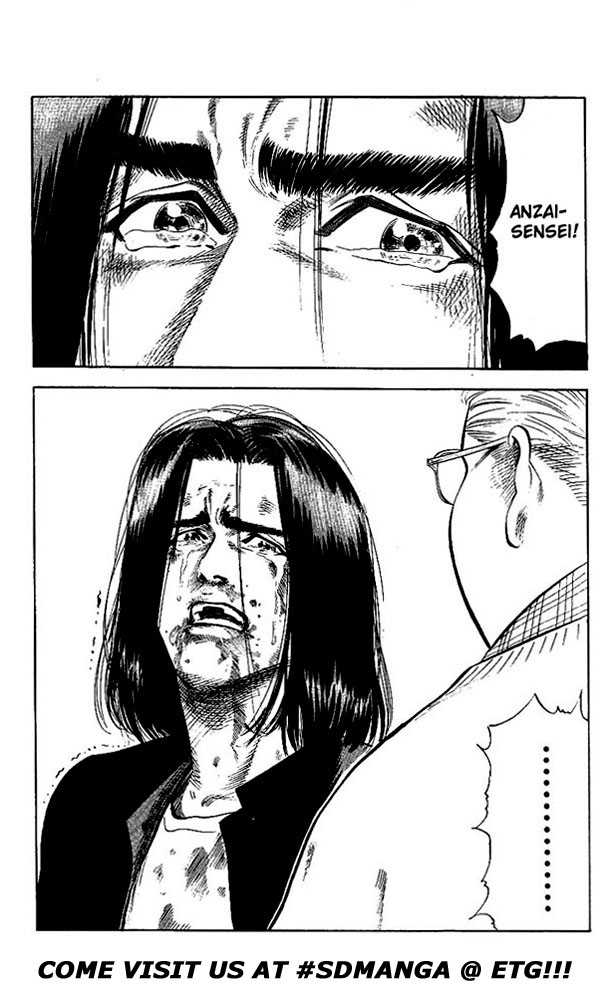 ANZAI-
SENSEI!
..................
COME VISIT US AT #SDMANGA @ ETG!!!